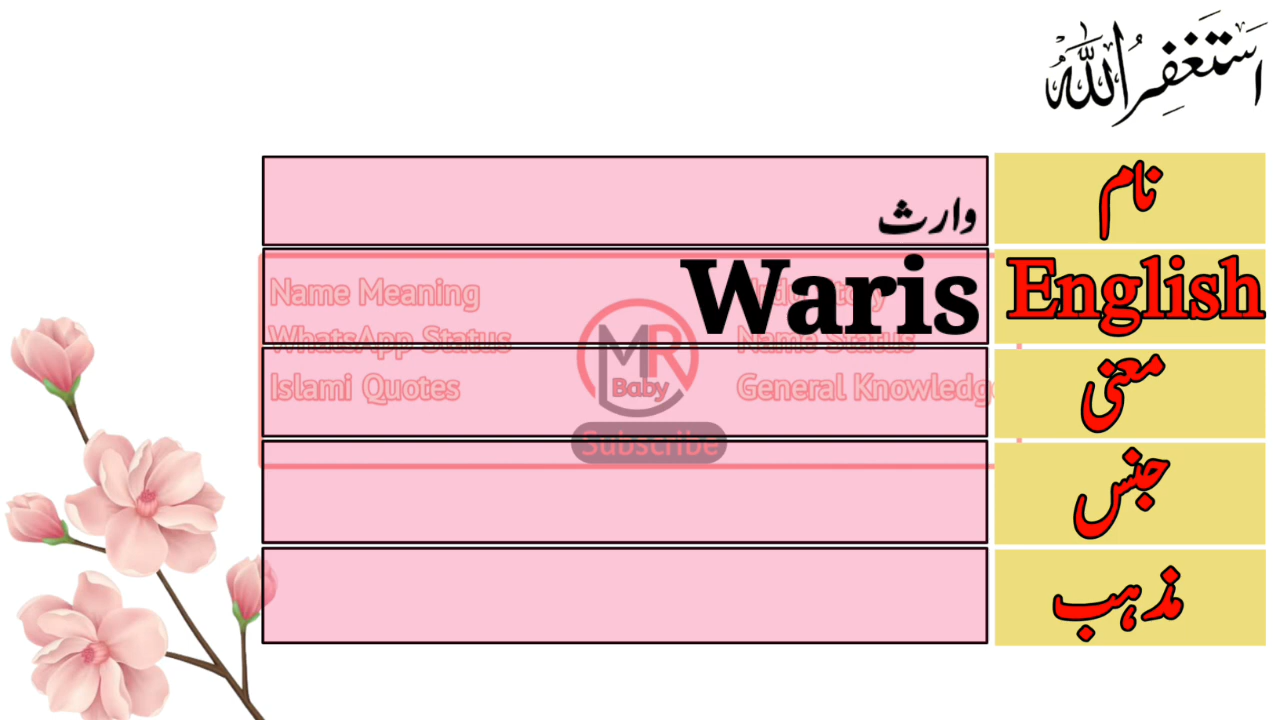 استغفر اللہ
نام
وارث
English
Waris
Name Meaning
WhatsApp Status
Name Status
Islami Quotes
General Knowledge
MR
Baby
Subscribe
معنی
جنس
مذہب